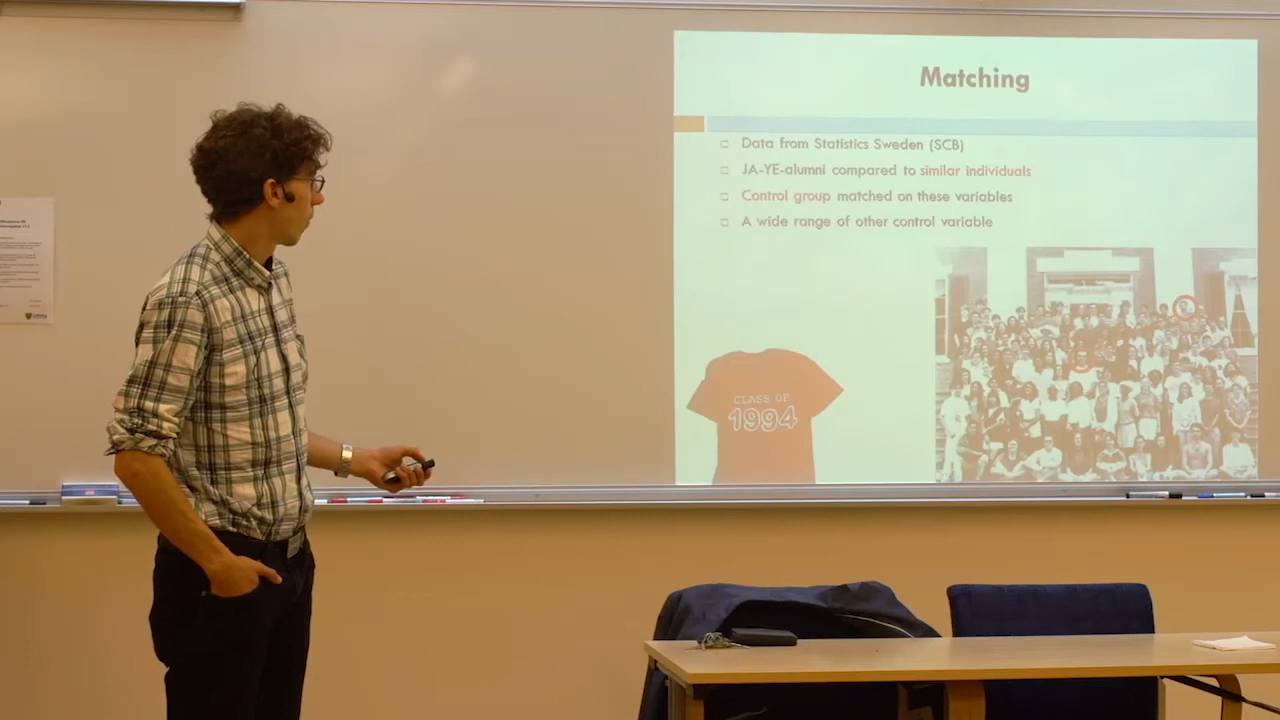 Matching
Data from Statistics Sweden (SCB)
JA-YE-alumni compared to similar individuals
Control group matched on these variables
A wide range of other control variable
CLASS OF
1994